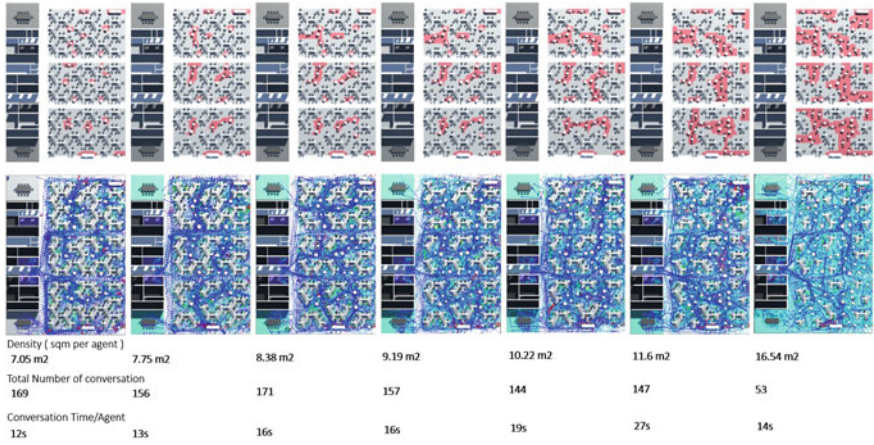 Density ( sqm per agent )
7.05 m2 7.75 m2 8.38 m2 9.19 m2 10.22 m2 11.6 m2 16.54 m2
Total Number of conversation
169 156 171 157 144 147 53
Conversation Time/Agent
12s 13s 16s 16s 19s 27s 14s